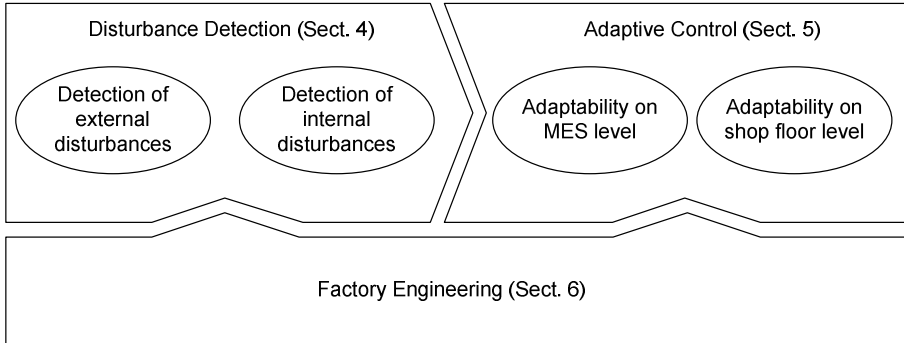 Disturbance Detection (Sect. 4)
Adaptive Control (Sect. 5)
Detection of
external
disturbances
Detection of
internal
disturbances
Adaptability on
MES level
Adaptability on
shop floor level
Factory Engineering (Sect. 6)